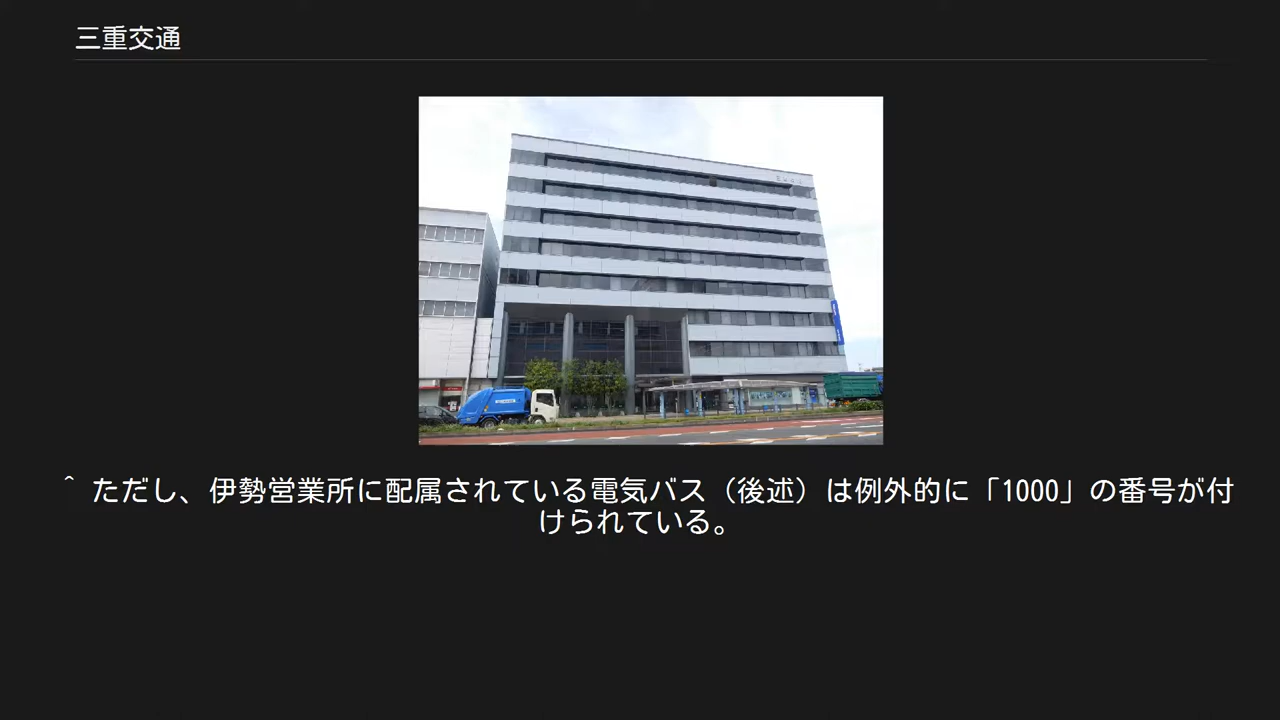 三重交通
^ ただし、伊勢営業所に配属されている電気バス（後述）は例外的に「1000」の番号が付
けられている。